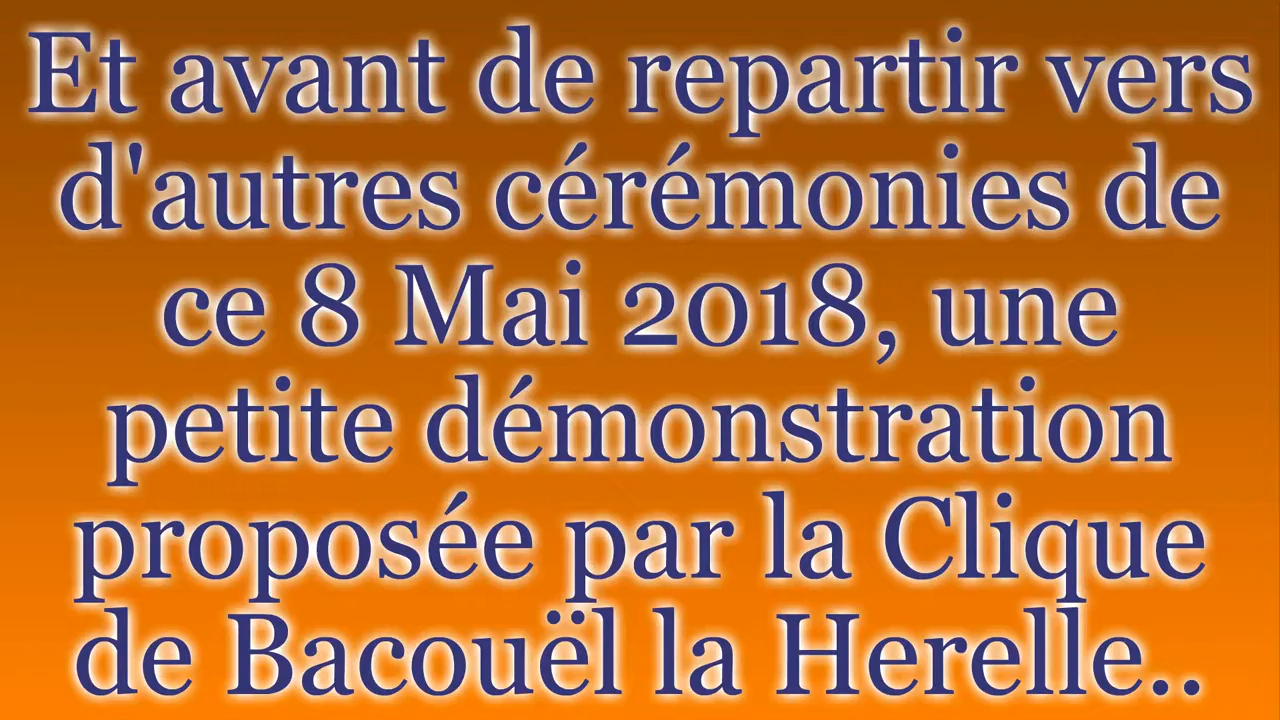 Et avant de repartir vers
d'autres cérémonies de
ce 8 Mai 2018, une
petite démonstration
proposée par la Clique
de Bacouël la Herelle..